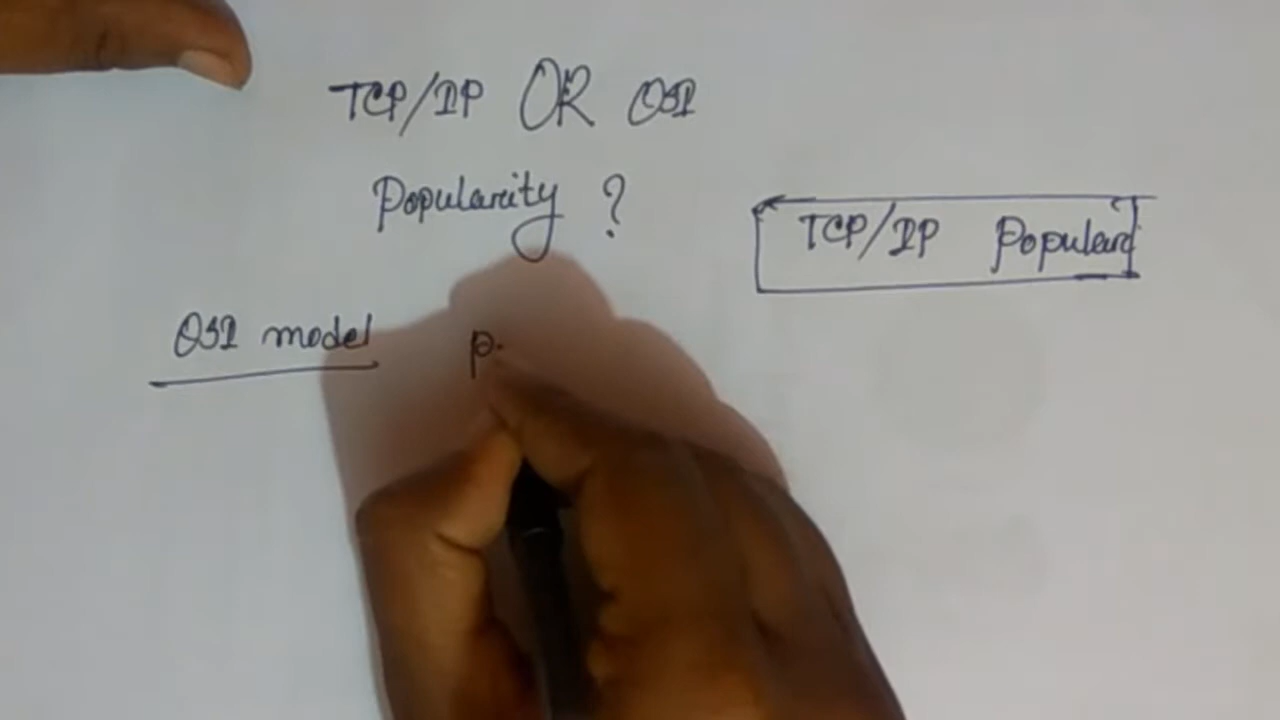 TCP/IP OR OSI
Popularity ?
TCP/IP Popular
OSI model p